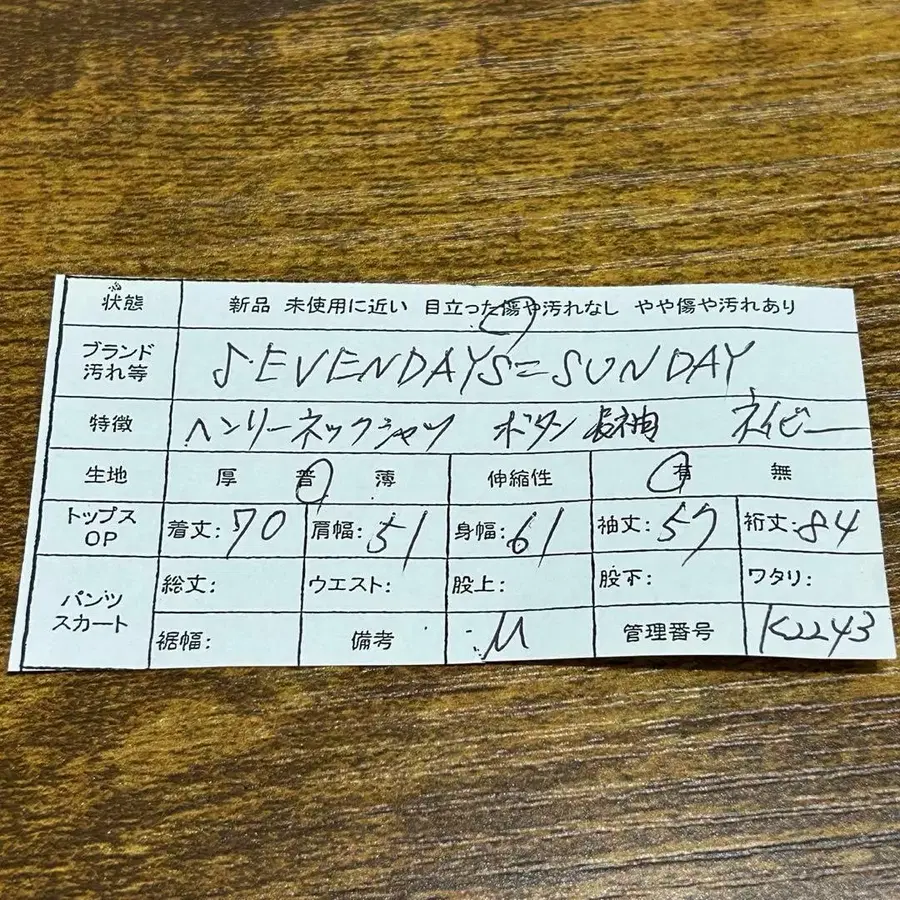 状態 新品 未使用に近い 目立った傷や汚れなし やや傷や汚れあり
ブランド 汚れ等 SEVENDAYS=SUNDAY
特徴 ヘンリーネックシャツ ボタン 長袖 ネイビー
生地 厚 普 薄 伸縮性 有 無
トップス OP 着丈:70 肩幅:51 身幅:61 袖丈:57 裄丈:84
パンツ スカート 総丈: ウエスト: 股上: 股下: ワタリ:
裾幅: 備考 M 管理番号 K2243